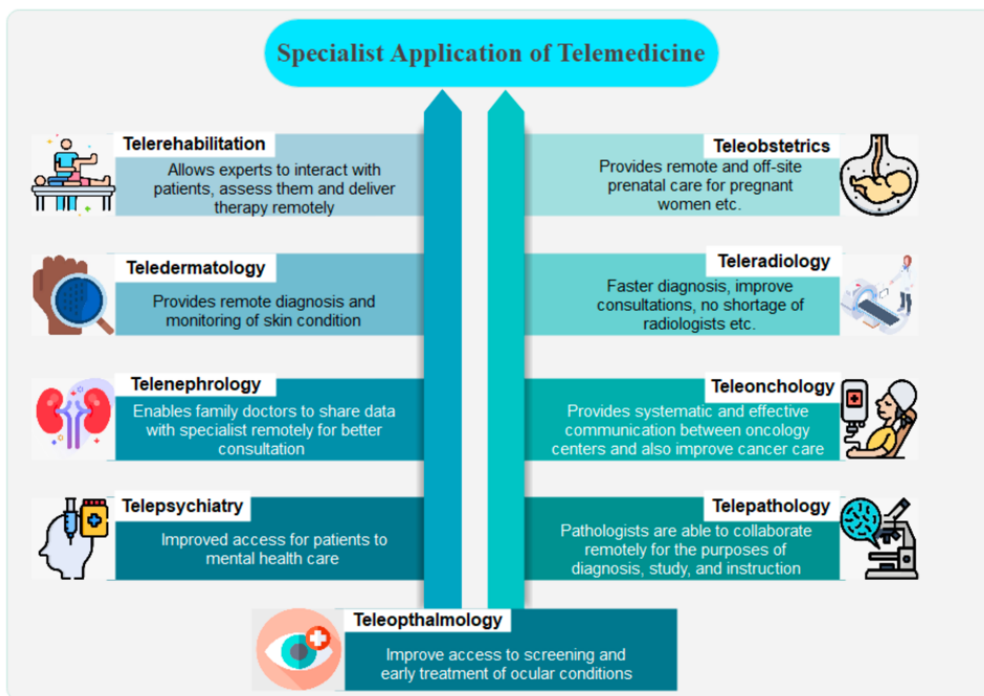 Specialist Application of Telemedicine
Telerehabilitation
Allows experts to interact with
patients, assess them and deliver
therapy remotely
Teleobstetrics
Provides remote and off-site
prenatal care for pregnant
women etc.
Teledermatology
Provides remote diagnosis and
monitoring of skin condition
Teleradiology
Faster diagnosis, improve
consultations, no shortage of
radiologists etc.
Telenephrology
Enables family doctors to share data
with specialist remotely for better
consultation
Teleonchology
Provides systematic and effective
communication between oncology
centers and also improve cancer care
Telepsychiatry
Improved access for patients to
mental health care
Telepathology
Pathologists are able to collaborate
remotely for the purposes of
diagnosis, study, and instruction
Teleopthalmology
Improve access to screening and
early treatment of ocular conditions